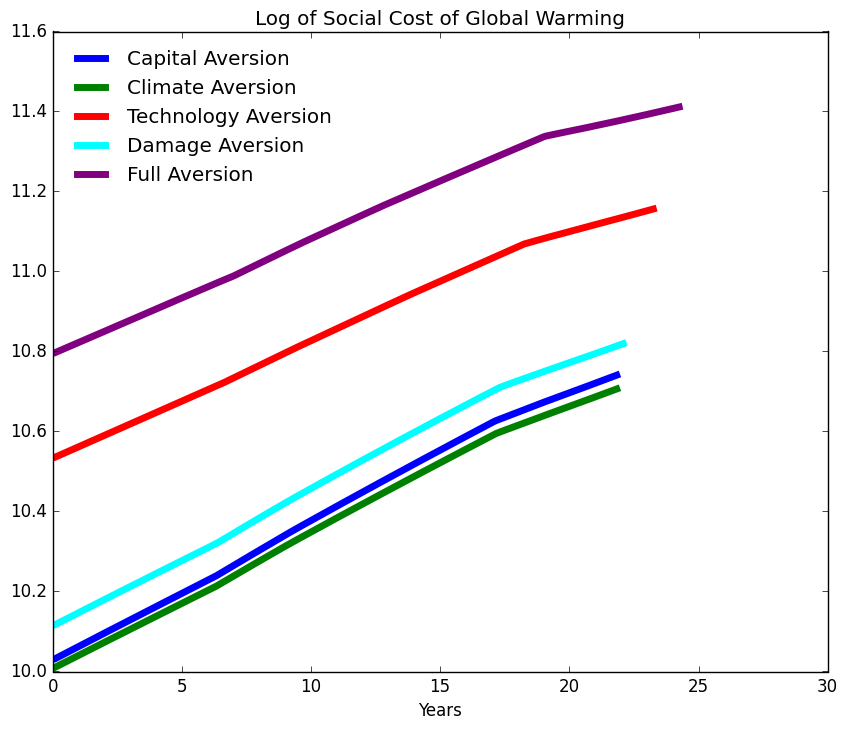 Log of Social Cost of Global Warming
11.6
11.4
11.2
11.0
10.8
10.6
10.4
10.2
10.0
Capital Aversion
Climate Aversion
Technology Aversion
Damage Aversion
Full Aversion
0 5 10 15 20 25 30
Years